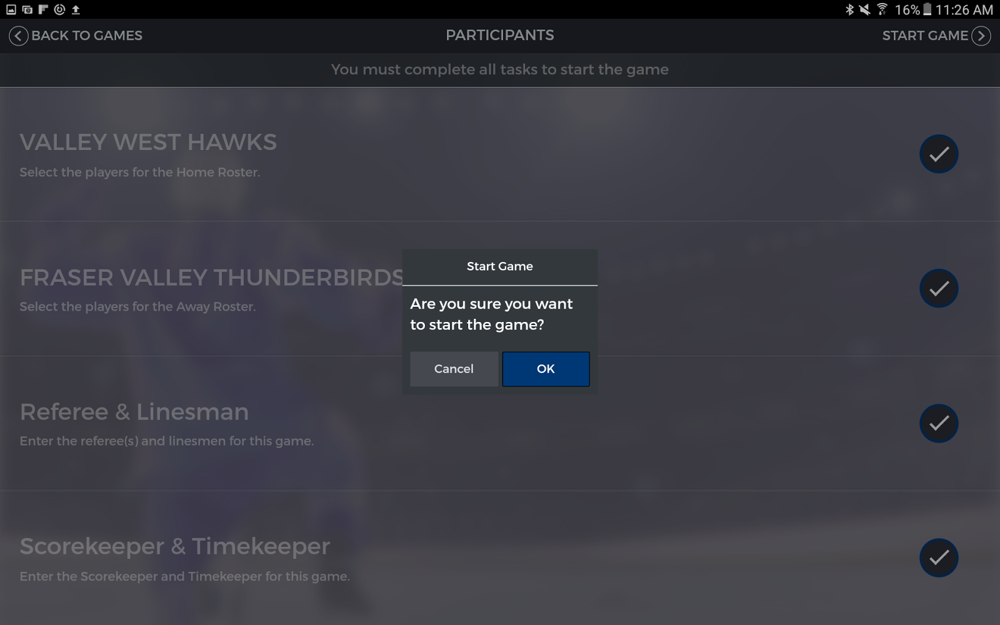 16% 11:26 AM
BACK TO GAMES
PARTICIPANTS
START GAME
You must complete all tasks to start the game
VALLEY WEST HAWKS
Select the players for the Home Roster.
FRASER VALLEY THUNDERBIRDS
Select the players for the Away Roster.
Start Game
Are you sure you want
to start the game?
Cancel
OK
Referee & Linesman
Enter the referee(s) and linesmen for this game.
Scorekeeper & Timekeeper
Enter the Scorekeeper and Timekeeper for this game.